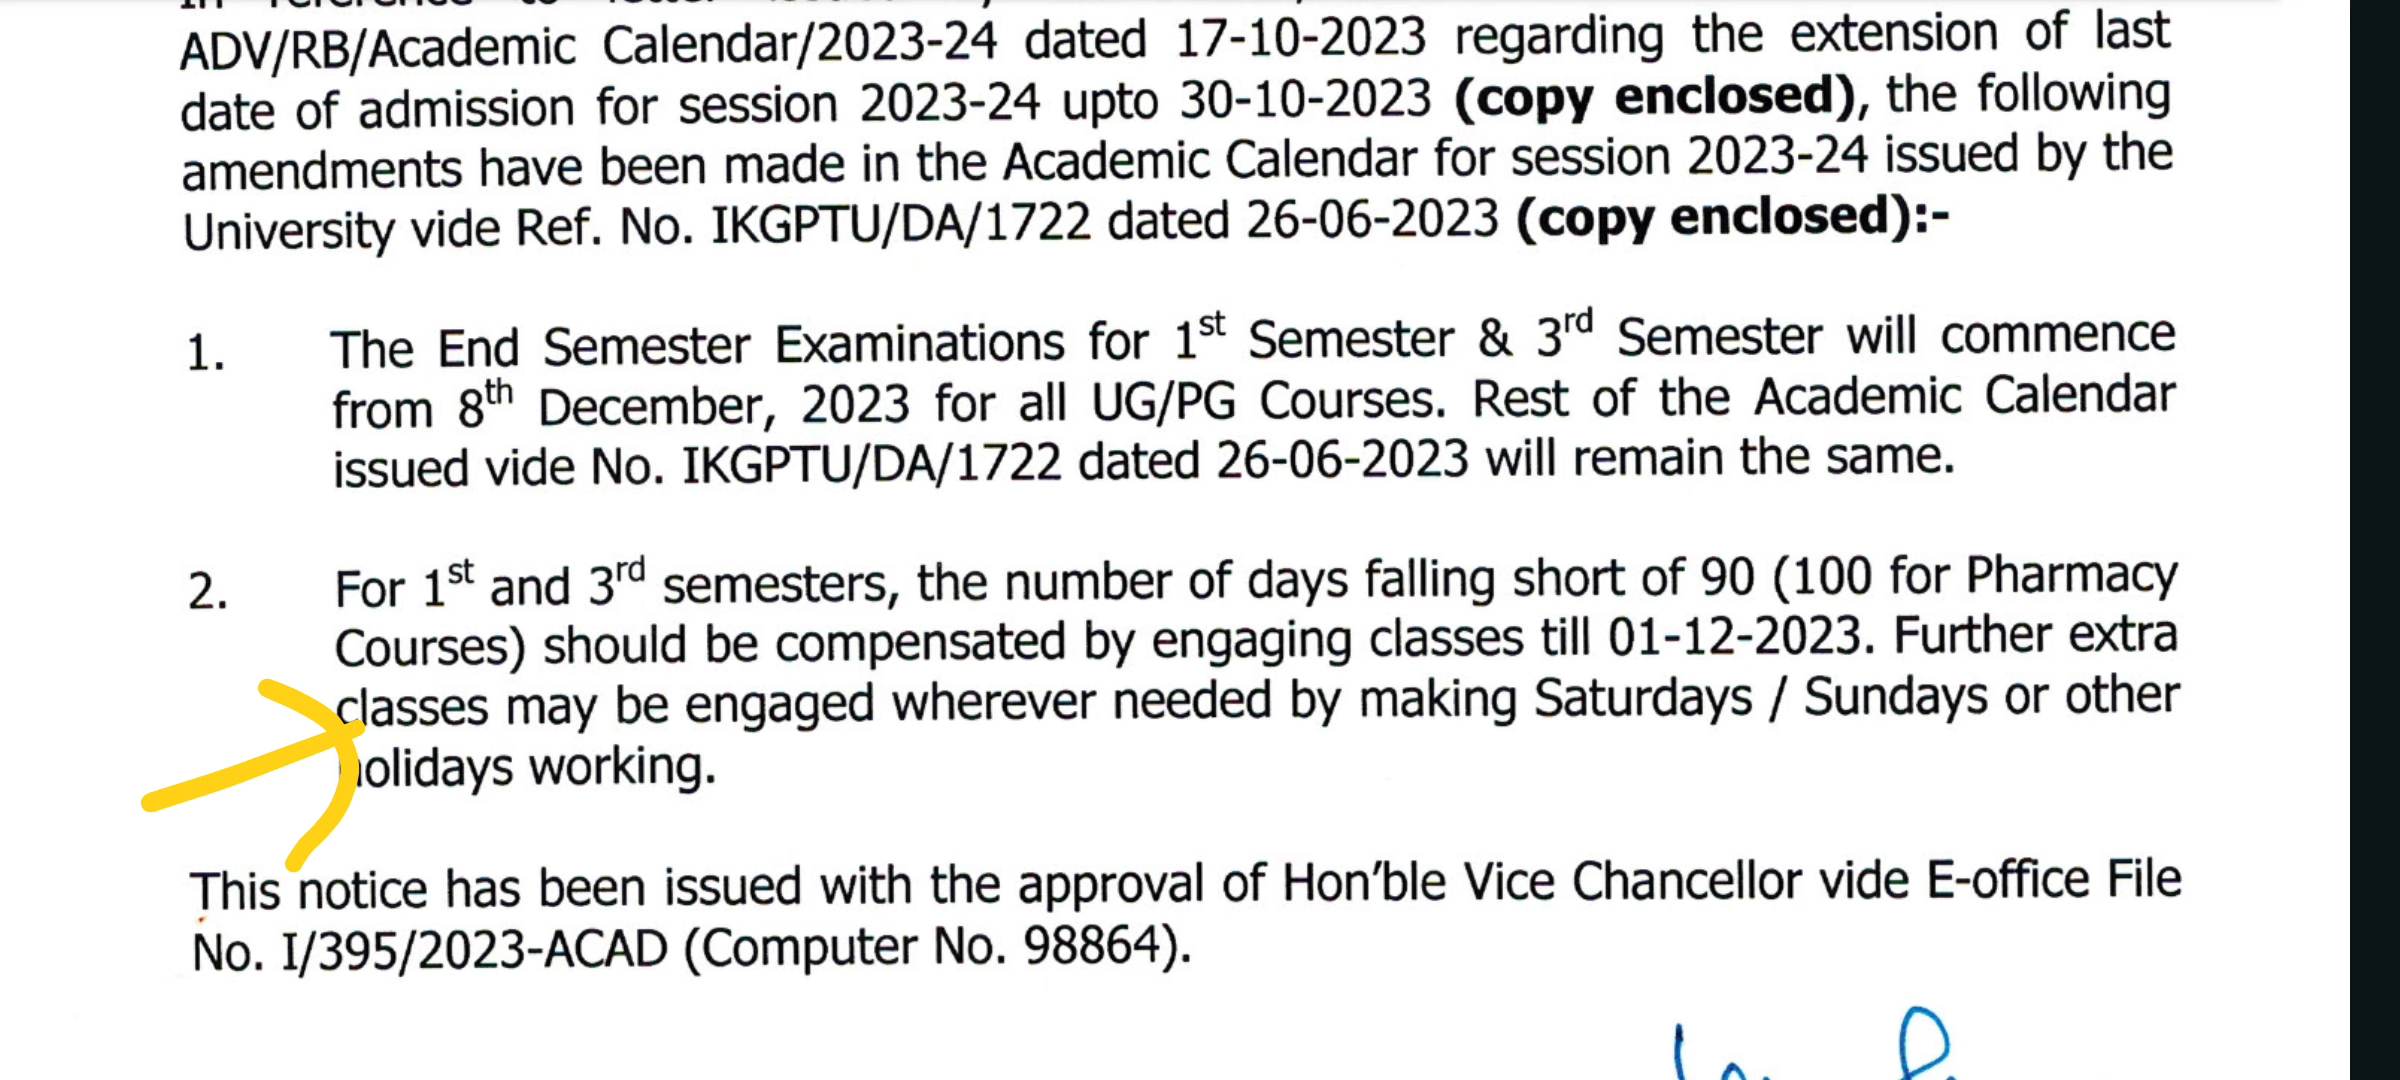 In reference to letter
ADV/RB/Academic Calendar/2023-24 dated 17-10-2023 regarding the extension of last
date of admission for session 2023-24 upto 30-10-2023 (copy enclosed), the following
amendments have been made in the Academic Calendar for session 2023-24 issued by the
University vide Ref. No. IKGPTU/DA/1722 dated 26-06-2023 (copy enclosed):-
1. The End Semester Examinations for 1st Semester & 3rd Semester will commence
from 8th December, 2023 for all UG/PG Courses. Rest of the Academic Calendar
issued vide No. IKGPTU/DA/1722 dated 26-06-2023 will remain the same.
2. For 1st and 3rd semesters, the number of days falling short of 90 (100 for Pharmacy
Courses) should be compensated by engaging classes till 01-12-2023. Further extra
classes may be engaged wherever needed by making Saturdays / Sundays or other
holidays working.
This notice has been issued with the approval of Hon'ble Vice Chancellor vide E-office File
No. I/395/2023-ACAD (Computer No. 98864).